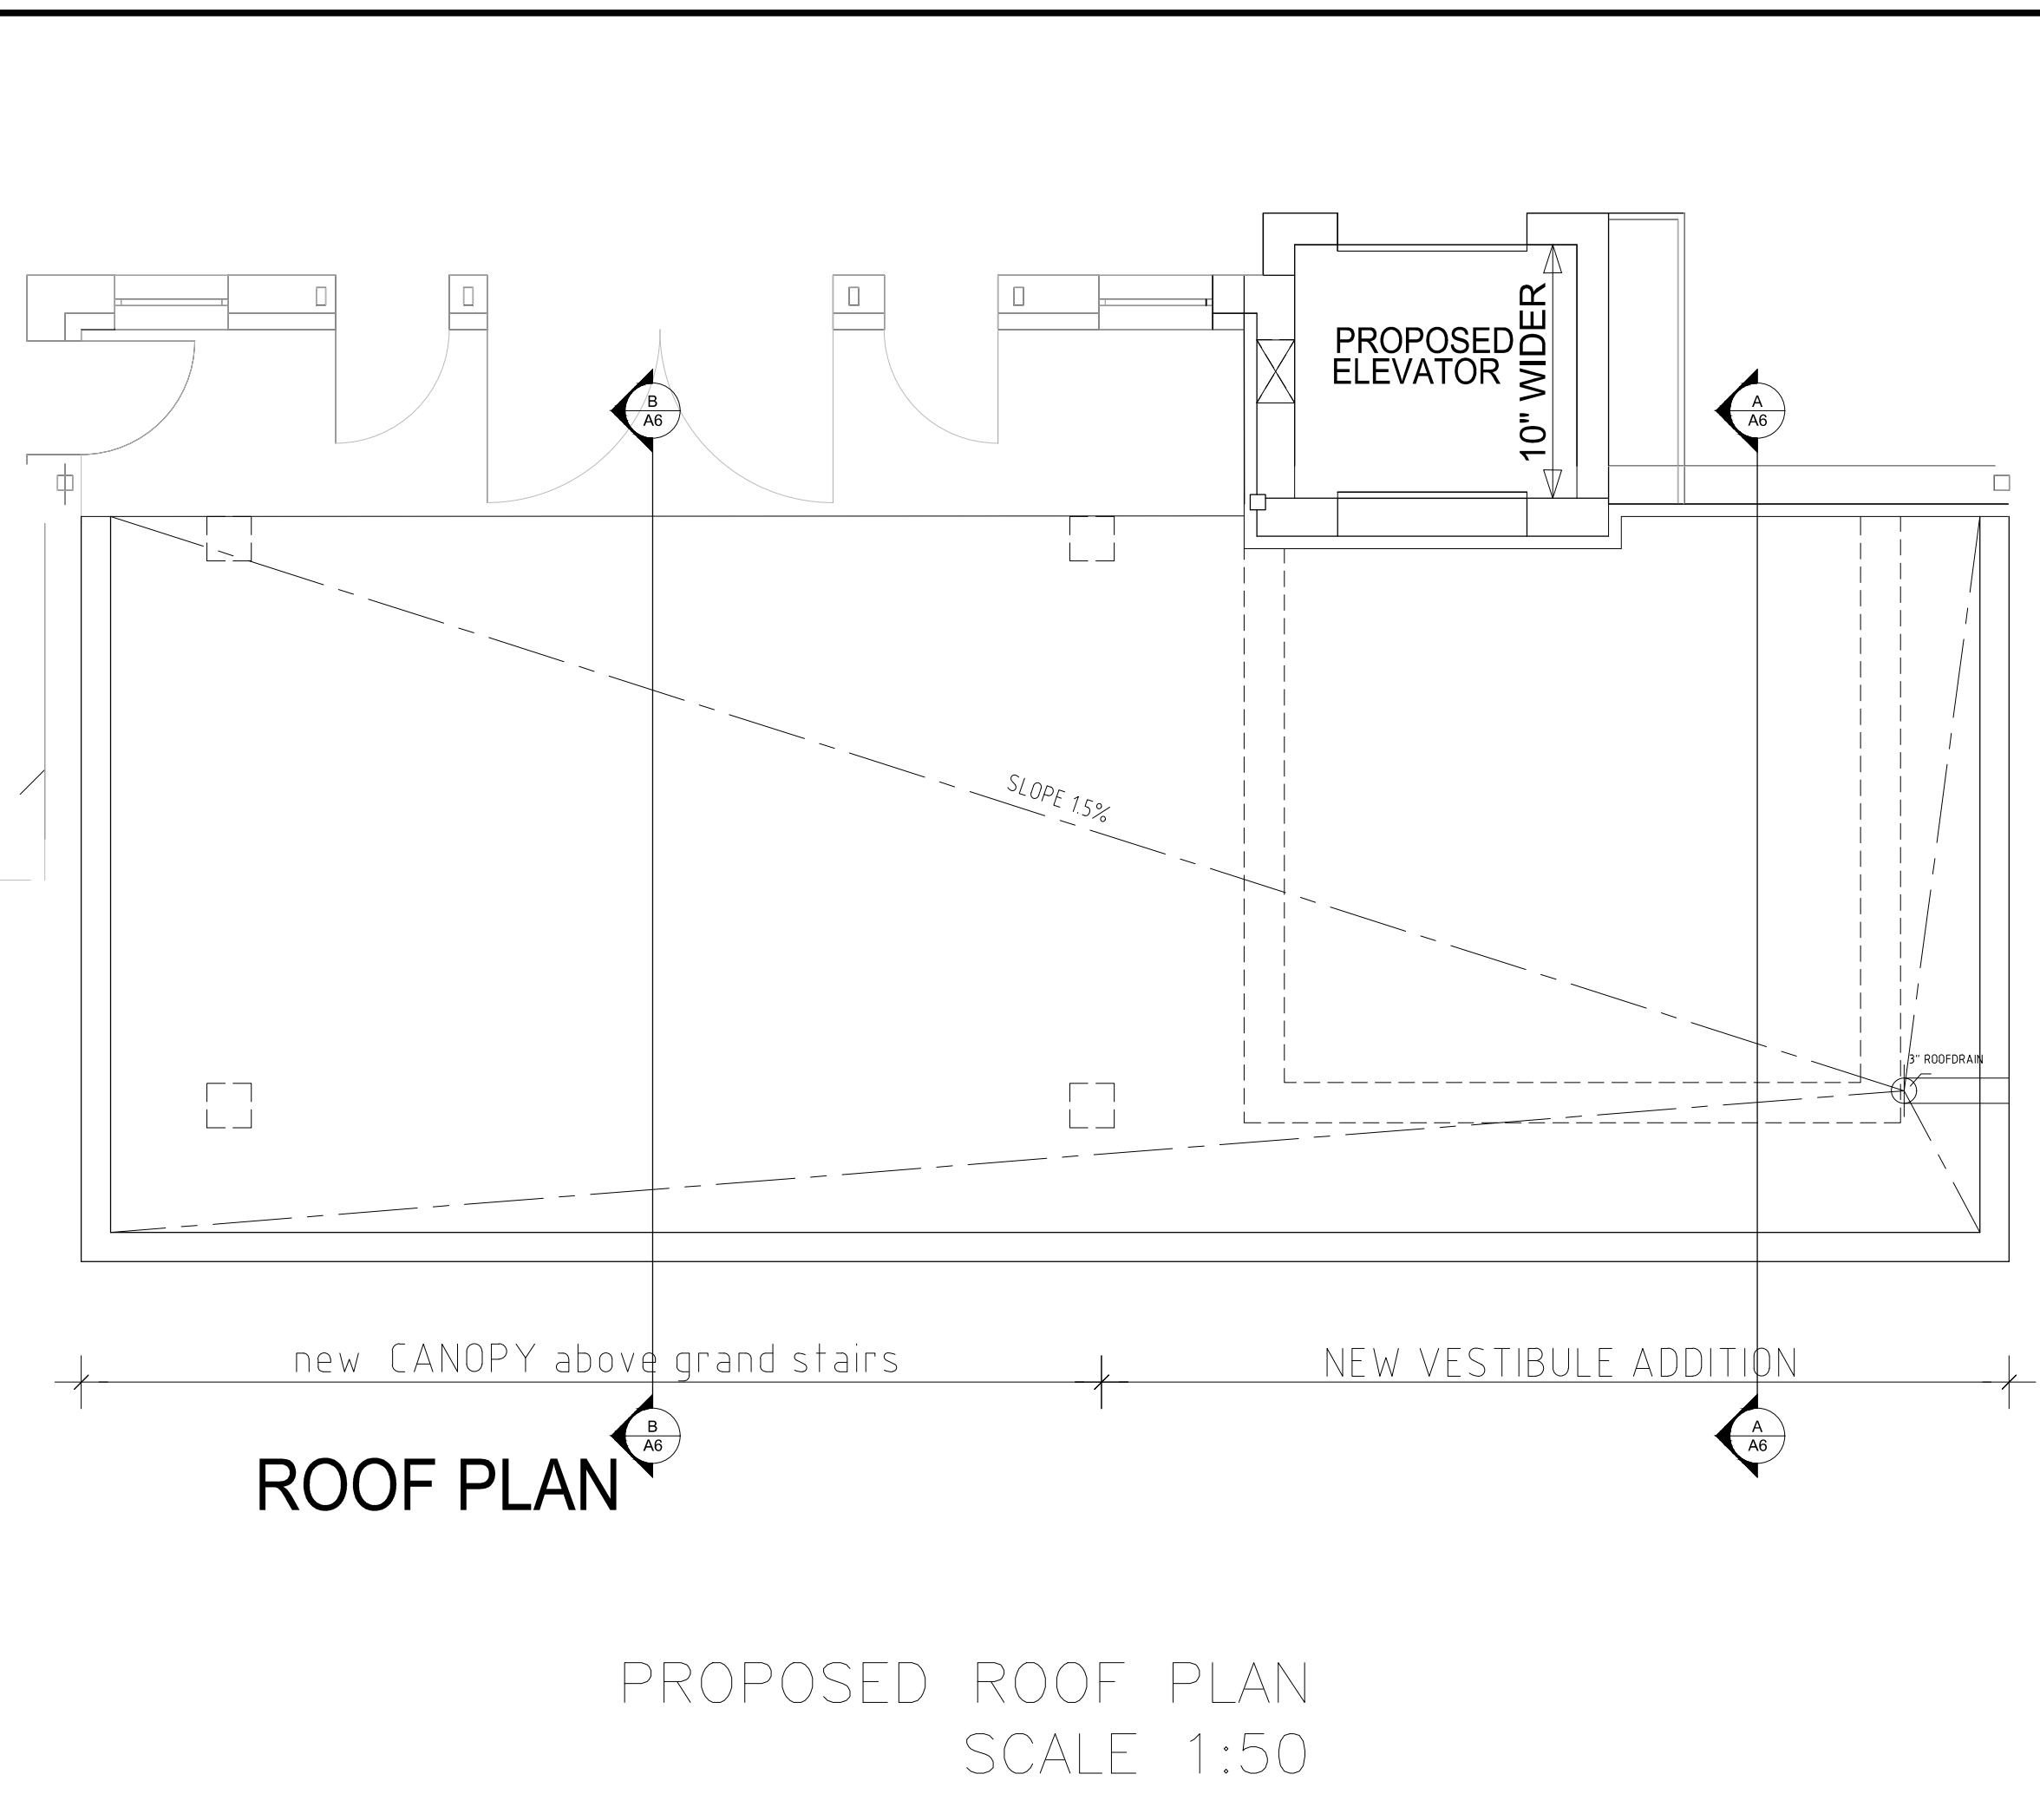 PROPOSED
ELEVATOR
10" WIDER
B
A6
A
A6
SLOPE 1.5%
3" ROOFDRAIN
new CANOPY above grand stairs
NEW VESTIBULE ADDITION
B
A6
A
A6
ROOF PLAN
PROPOSED ROOF PLAN
SCALE 1:50